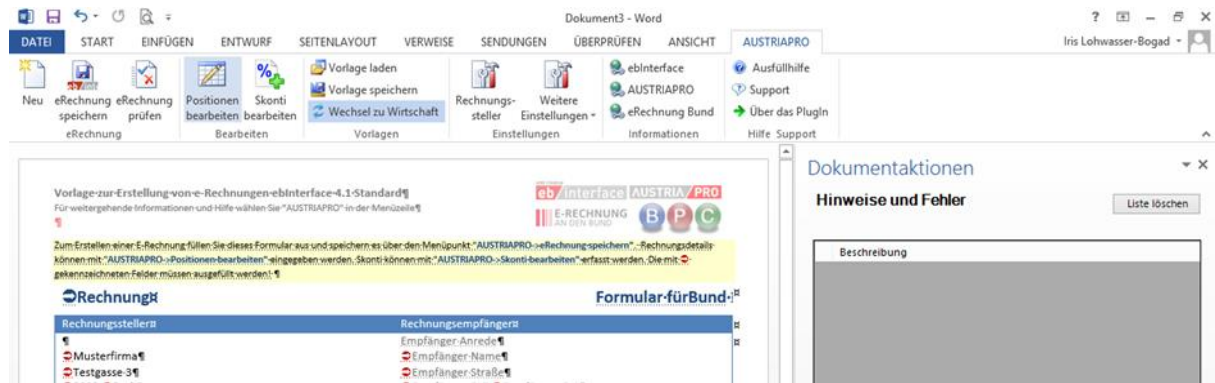 Dokument3 - Word
DATEI START EINFÜGEN ENTWURF SEITENLAYOUT VERWEISE SENDUNGEN ÜBERPRÜFEN ANSICHT AUSTRIAPRO Iris Lohwasser-Bogad
Neu
eRechnung speichern
eRechnung prüfen
eRechnung
Positionen bearbeiten
Skonti bearbeiten
Bearbeiten
Vorlage laden
Vorlage speichern
Wechsel zu Wirtschaft
Vorlagen
Rechnungs-
steller
Weitere
Einstellungen
Einstellungen
ebInterface
AUSTRIAPRO
eRechnung Bund
Informationen
Ausfüllhilfe
Support
Über das PlugIn
Hilfe Support
Vorlage·zur·Erstellung·von·e-Rechnungen·ebInterface·4.1·Standard¶
Für·weitergehende·Informationen·und·Hilfe·wählen·Sie·"AUSTRIAPRO"·in·der·Menüzeile¶
¶
eb/interface AUSTRIA/PRO
E-RECHNUNG
AN DEN BUND
B P C
Zum·Erstellen·einer·E-Rechnung·füllen·Sie·dieses·Formular·aus·und·speichern·es·über·den·Menüpunkt·"AUSTRIAPRO->eRechnung·speichern".·Rechnungsdetails·
können·mit·"AUSTRIAPRO->Positionen·bearbeiten"·eingegeben·werden.·Skonti·können·mit·"AUSTRIAPRO->Skonti·bearbeiten"·erfasst·werden.·Die·mit·
gekennzeichneten·Felder·müssen·ausgefüllt·werden!·¶
Rechnung¤ Formular·für·Bund·¤
Rechnungssteller¤ Rechnungsempfänger¤ ¤
¶ Empfänger·Anrede¶ ¤
Musterfirma¶ Empfänger·Name¶
Testgasse·3¶ Empfänger·Straße¶
Dokumentaktionen
Hinweise und Fehler
Liste löschen
Beschreibung